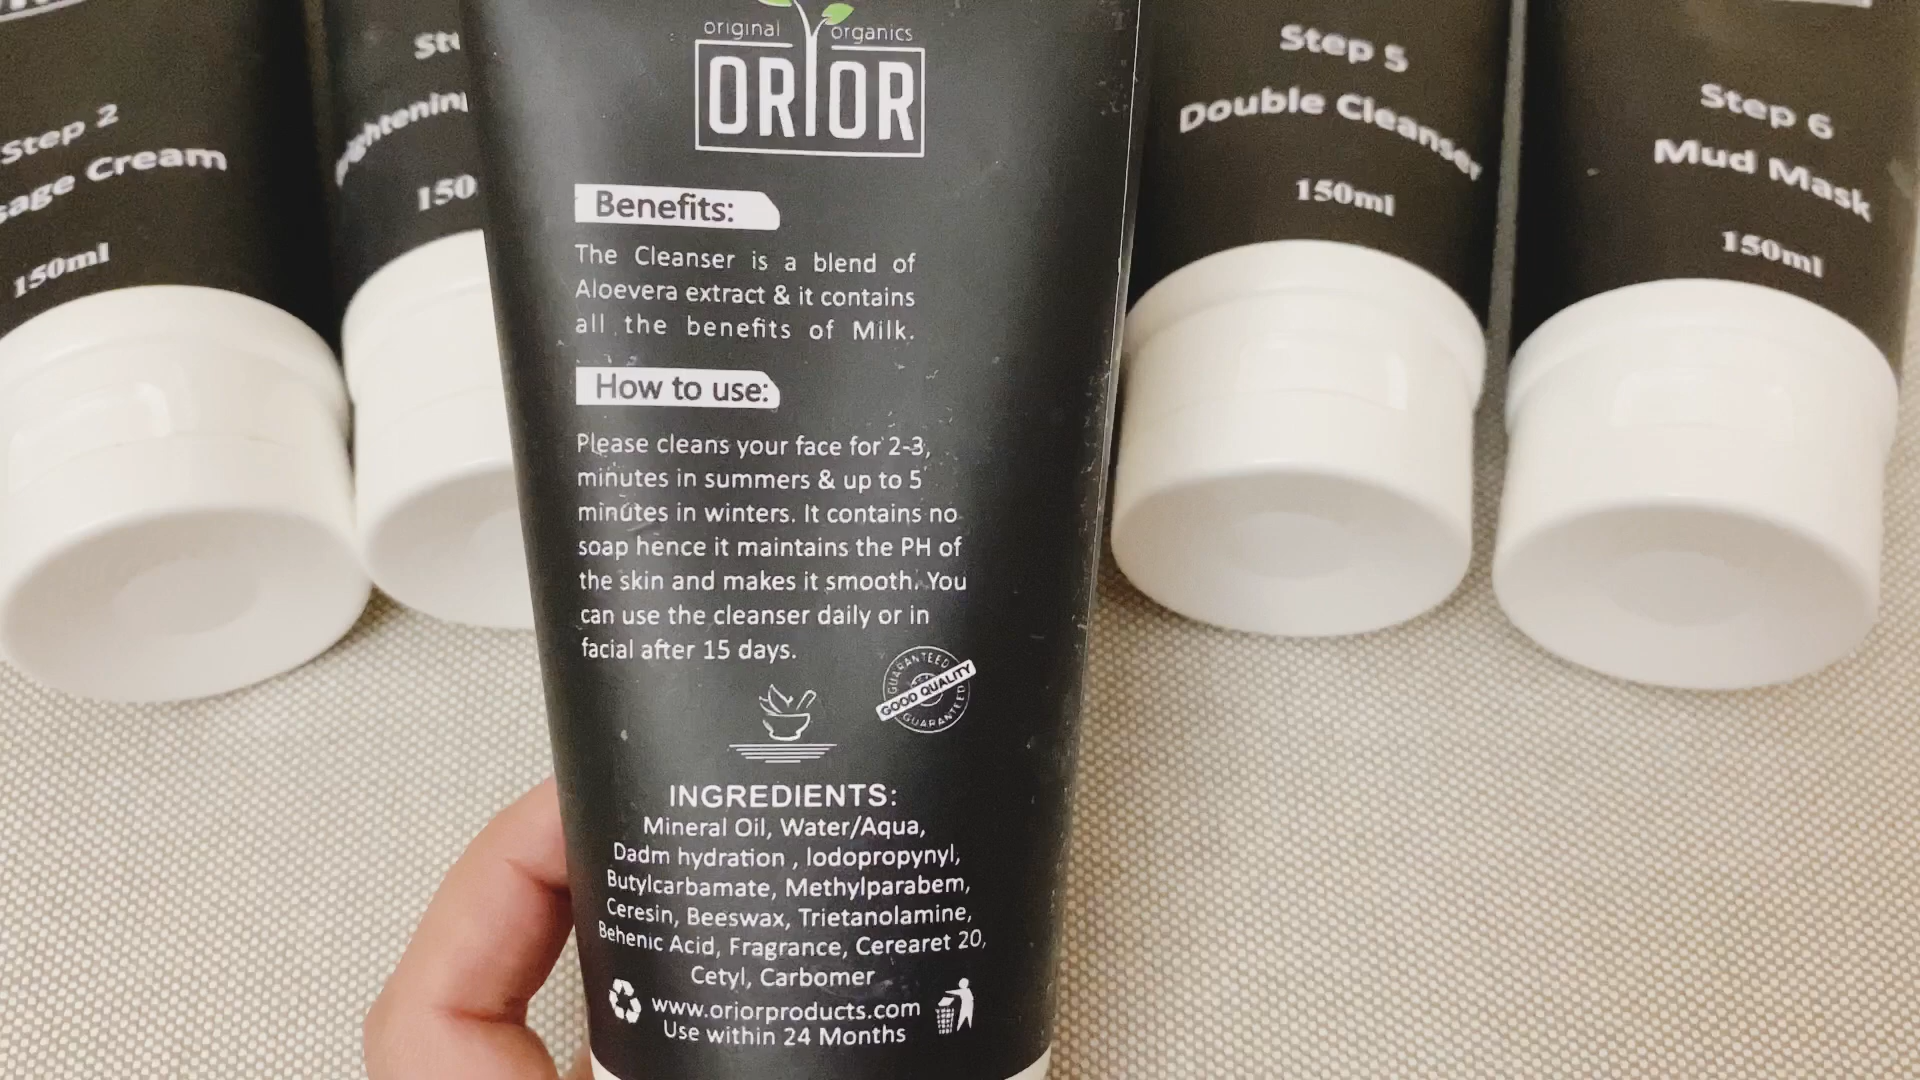 original organics
ORIOR
Benefits:
The Cleanser is a blend of
Aloevera extract & it contains
all the benefits of Milk.
How to use:
Please cleans your face for 2-3,
minutes in summers & up to 5
minutes in winters. It contains no
soap hence it maintains the PH of
the skin and makes it smooth. You
can use the cleanser daily or in
facial after 15 days.
GUARANTEED
GOOD QUALITY
GUARANTEED
INGREDIENTS:
Mineral Oil, Water/Aqua,
Dadm hydration , Iodopropynyl,
Butylcarbamate, Methylparabem,
Ceresin, Beeswax, Trietanolamine,
Behenic Acid, Fragrance, Cerearet 20,
Cetyl, Carbomer
www.oriorproducts.com
Use within 24 Months
Step 2
Cream
150ml
150
Step 5
Double Cleanser
150ml
Step 6
Mud Mask
150ml